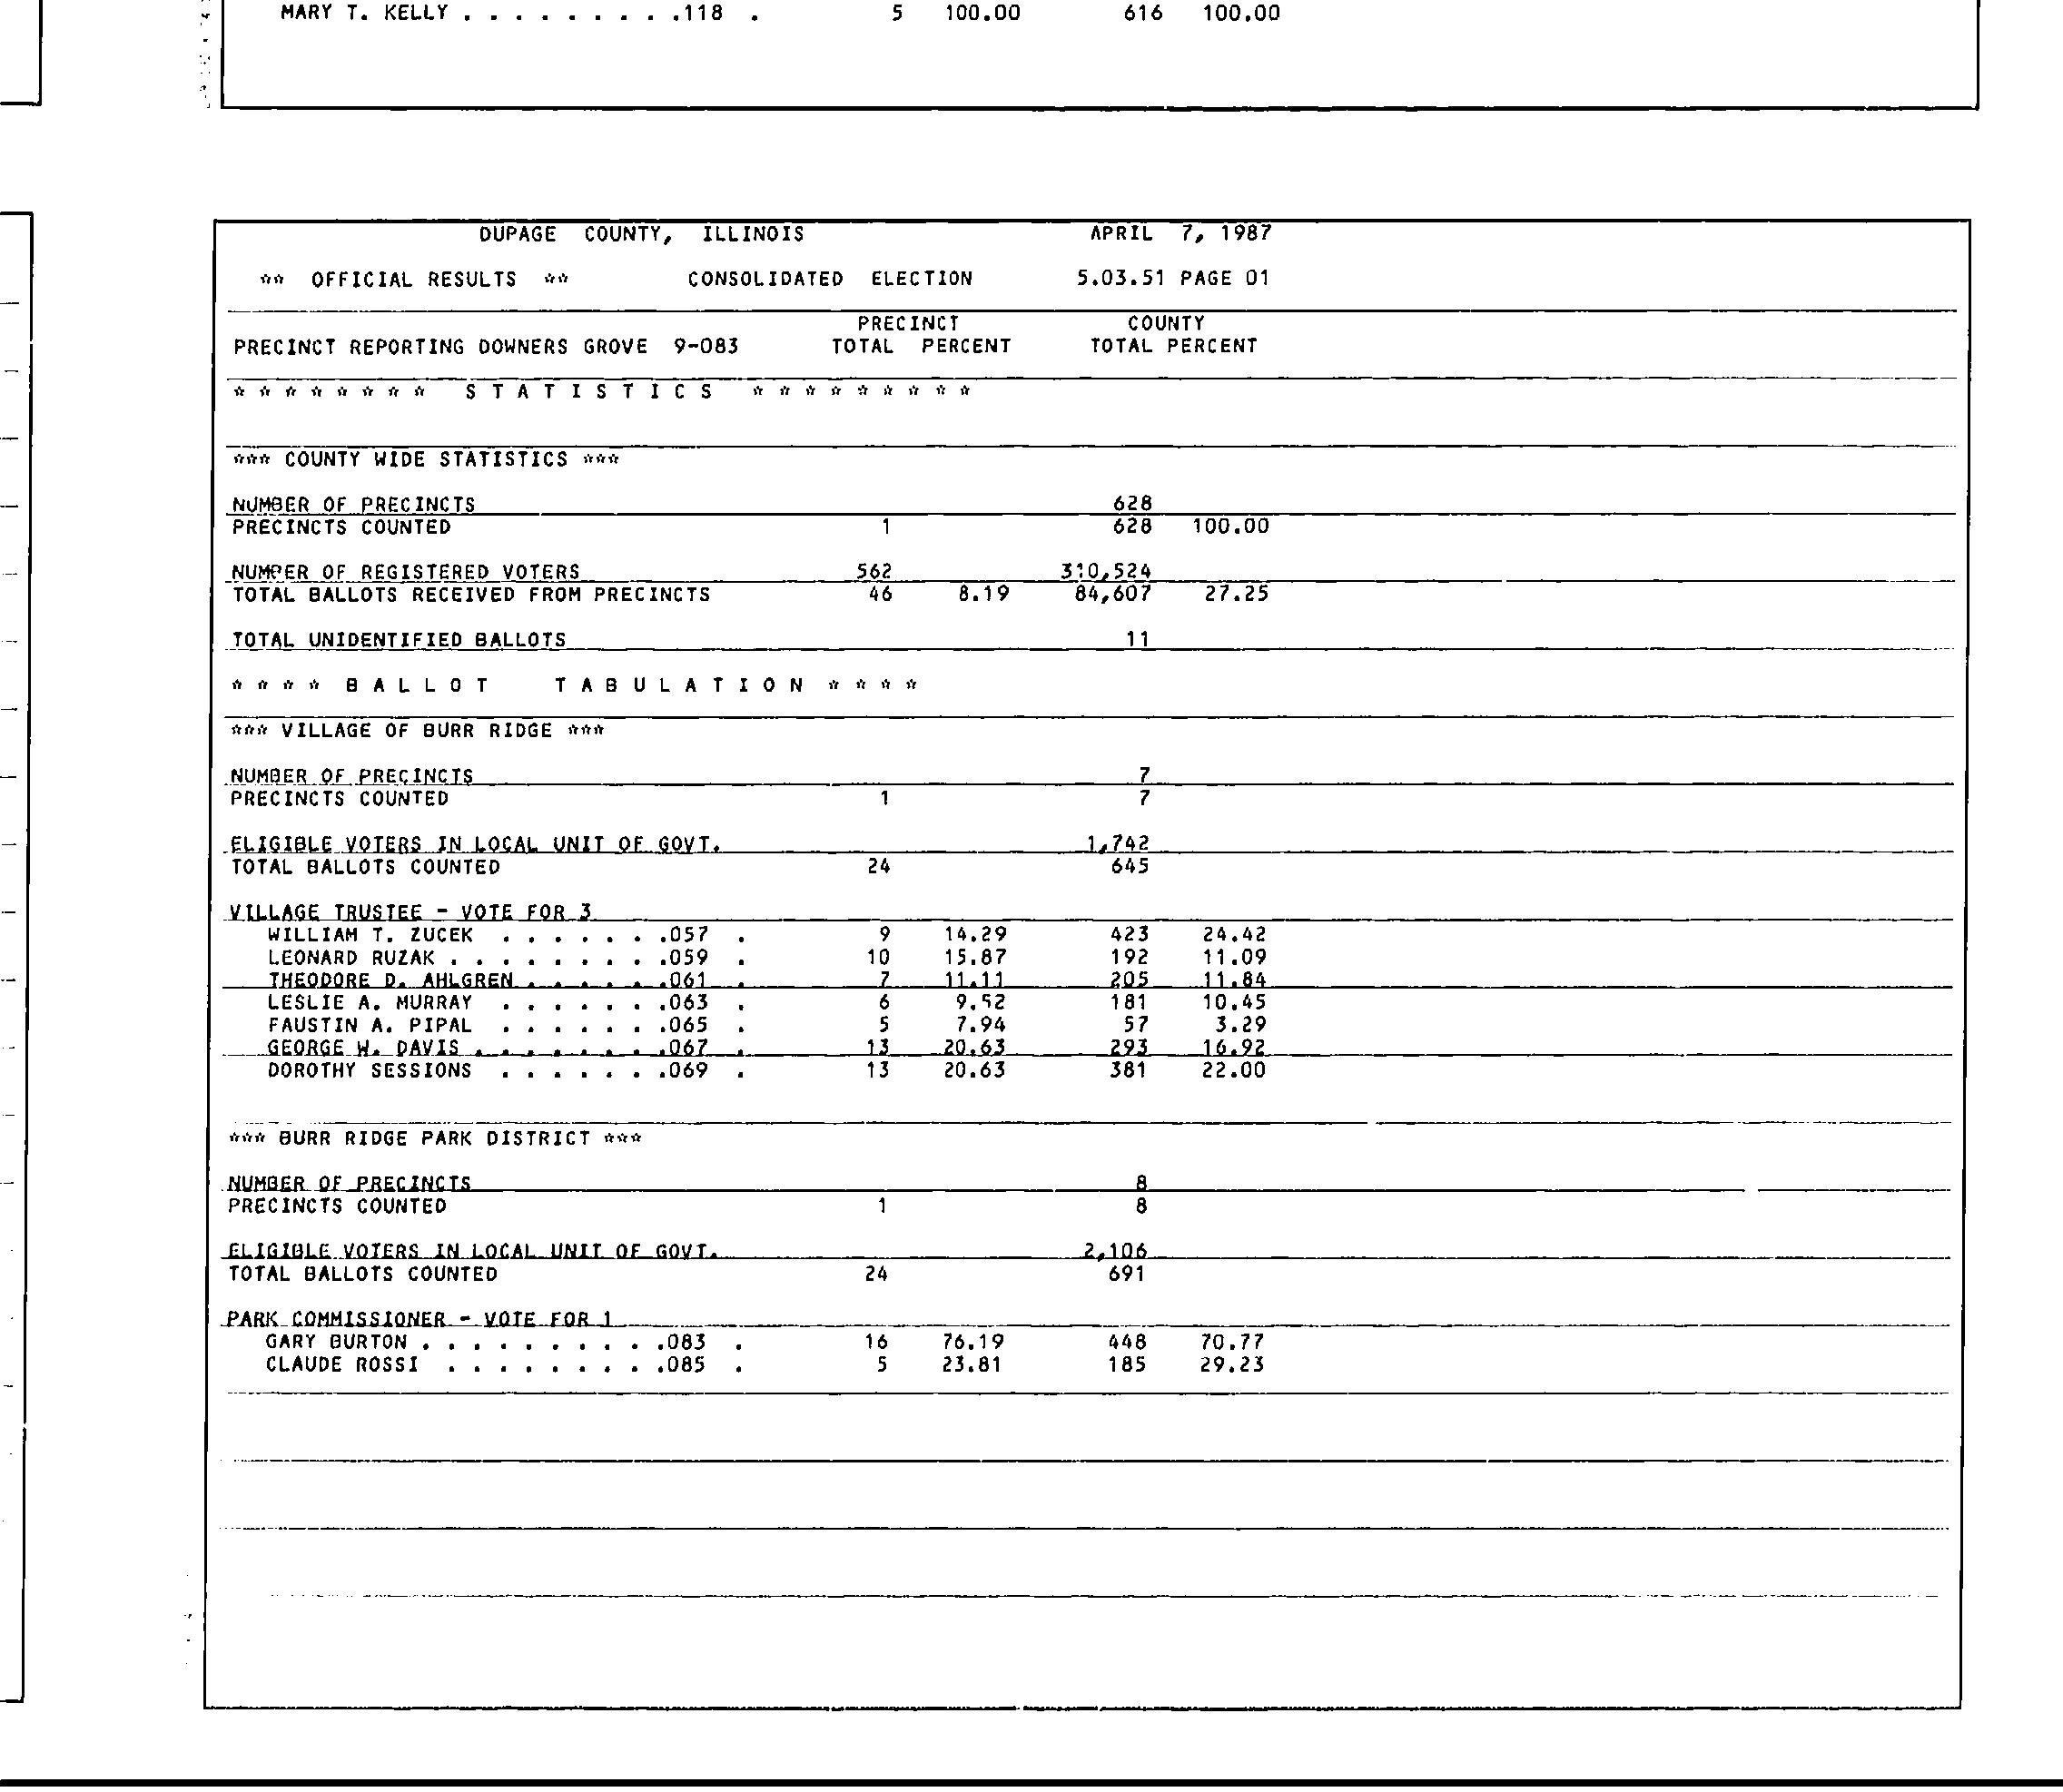 MARY T. KELLY . . . . . . . . .118 . 5 100.00 616 100.00
DUPAGE COUNTY, ILLINOIS APRIL 7, 1987
** OFFICIAL RESULTS ** CONSOLIDATED ELECTION 5.03.51 PAGE 01
PRECINCT COUNTY
PRECINCT REPORTING DOWNERS GROVE 9-083 TOTAL PERCENT TOTAL PERCENT
* * * * * * * * S T A T I S T I C S * * * * * * * * *
*** COUNTY WIDE STATISTICS ***
NUMBER OF PRECINCTS 628
PRECINCTS COUNTED 1 628 100.00
NUMBER OF REGISTERED VOTERS 562 310,524
TOTAL BALLOTS RECEIVED FROM PRECINCTS 46 8.19 84,607 27.25
TOTAL UNIDENTIFIED BALLOTS 11
* * * * B A L L O T T A B U L A T I O N * * * *
*** VILLAGE OF BURR RIDGE ***
NUMBER OF PRECINCTS 7
PRECINCTS COUNTED 1 7
ELIGIBLE VOTERS IN LOCAL UNIT OF GOVT. 1,742
TOTAL BALLOTS COUNTED 24 645
VILLAGE TRUSTEE - VOTE FOR 3
WILLIAM T. ZUCEK . . . . . . .057 . 9 14.29 423 24.42
LEONARD RUZAK . . . . . . . . .059 . 10 15.87 192 11.09
THEODORE D. AHLGREN . . . . . .061 . 7 11.11 205 11.84
LESLIE A. MURRAY . . . . . . .063 . 6 9.52 181 10.45
FAUSTIN A. PIPAL . . . . . . .065 . 5 7.94 57 3.29
GEORGE W. DAVIS . . . . . . . .067 . 13 20.63 293 16.92
DOROTHY SESSIONS . . . . . . .069 . 13 20.63 381 22.00
*** BURR RIDGE PARK DISTRICT ***
NUMBER OF PRECINCTS 8
PRECINCTS COUNTED 1 8
ELIGIBLE VOTERS IN LOCAL UNIT OF GOVT. 2,106
TOTAL BALLOTS COUNTED 24 691
PARK COMMISSIONER - VOTE FOR 1
GARY BURTON . . . . . . . . . .083 . 16 76.19 448 70.77
CLAUDE ROSSI . . . . . . . . .085 . 5 23.81 185 29.23